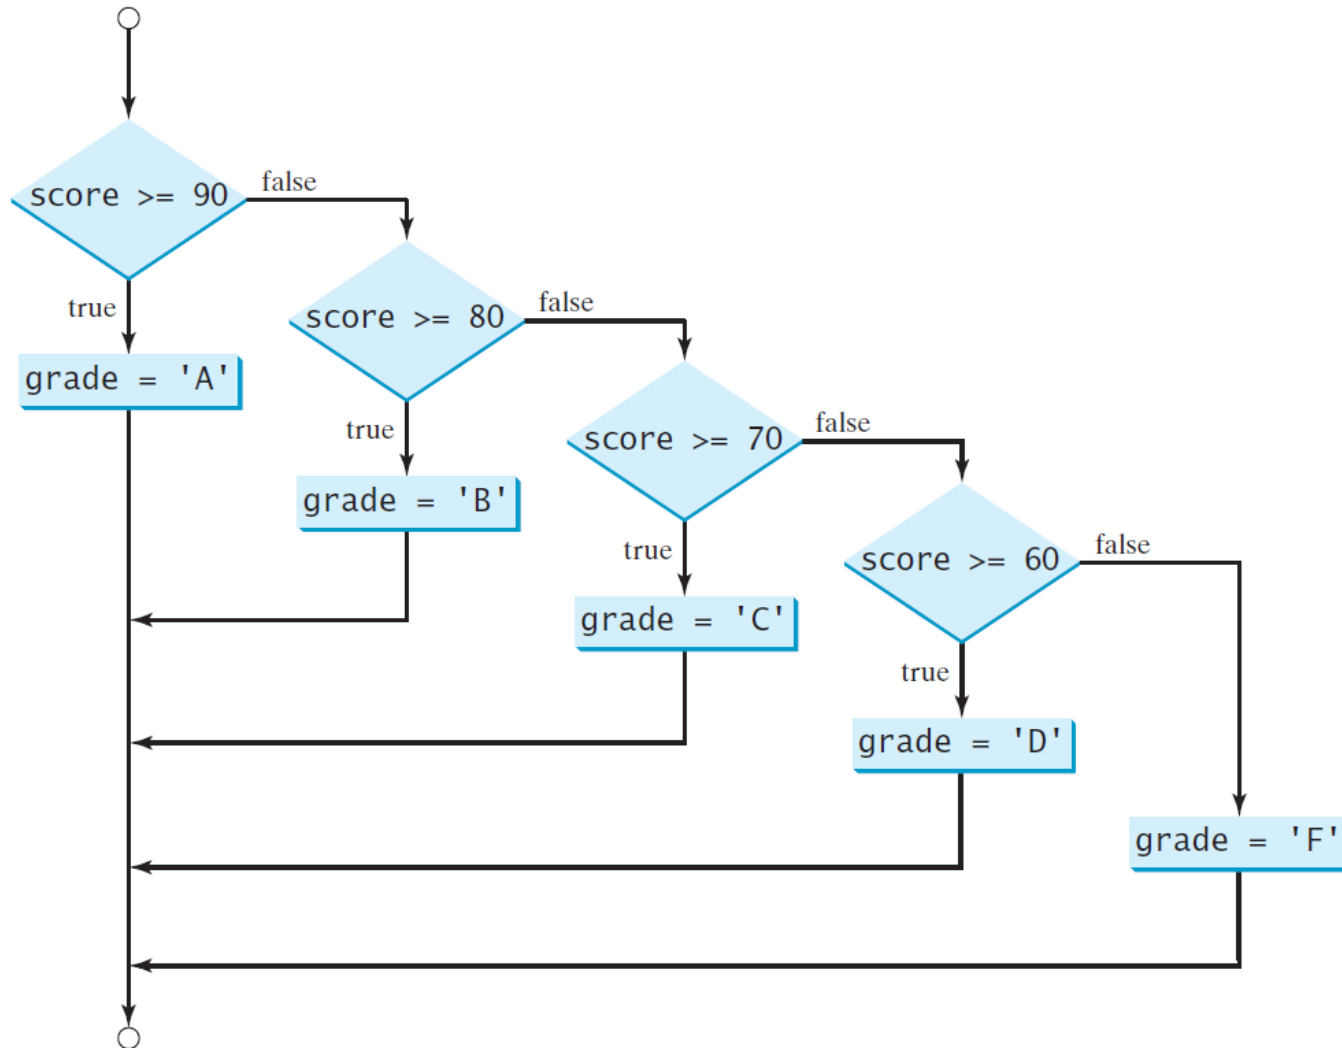 score >= 90
false
true
grade = 'A'
score >= 80
false
true
grade = 'B'
score >= 70
false
true
grade = 'C'
score >= 60
false
true
grade = 'D'
grade = 'F'